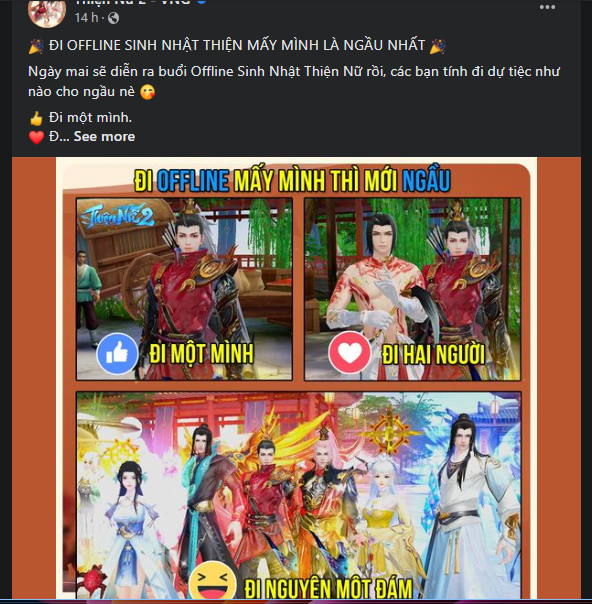 Thiện Nữ 2 - VNG
14 h
🎉 ĐI OFFLINE SINH NHẬT THIỆN MẤY MÌNH LÀ NGẦU NHẤT 🎉
Ngày mai sẽ diễn ra buổi Offline Sinh Nhật Thiện Nữ rồi, các bạn tính đi dự tiệc như
nào cho ngầu nè 😘
👍 Đi một mình.
❤️ Đ... See more
ĐI OFFLINE MẤY MÌNH THÌ MỚI NGẦU
Thiện Nữ 2
ĐI MỘT MÌNH
ĐI HAI NGƯỜI
ĐI NGUYÊN MỘT ĐÁM